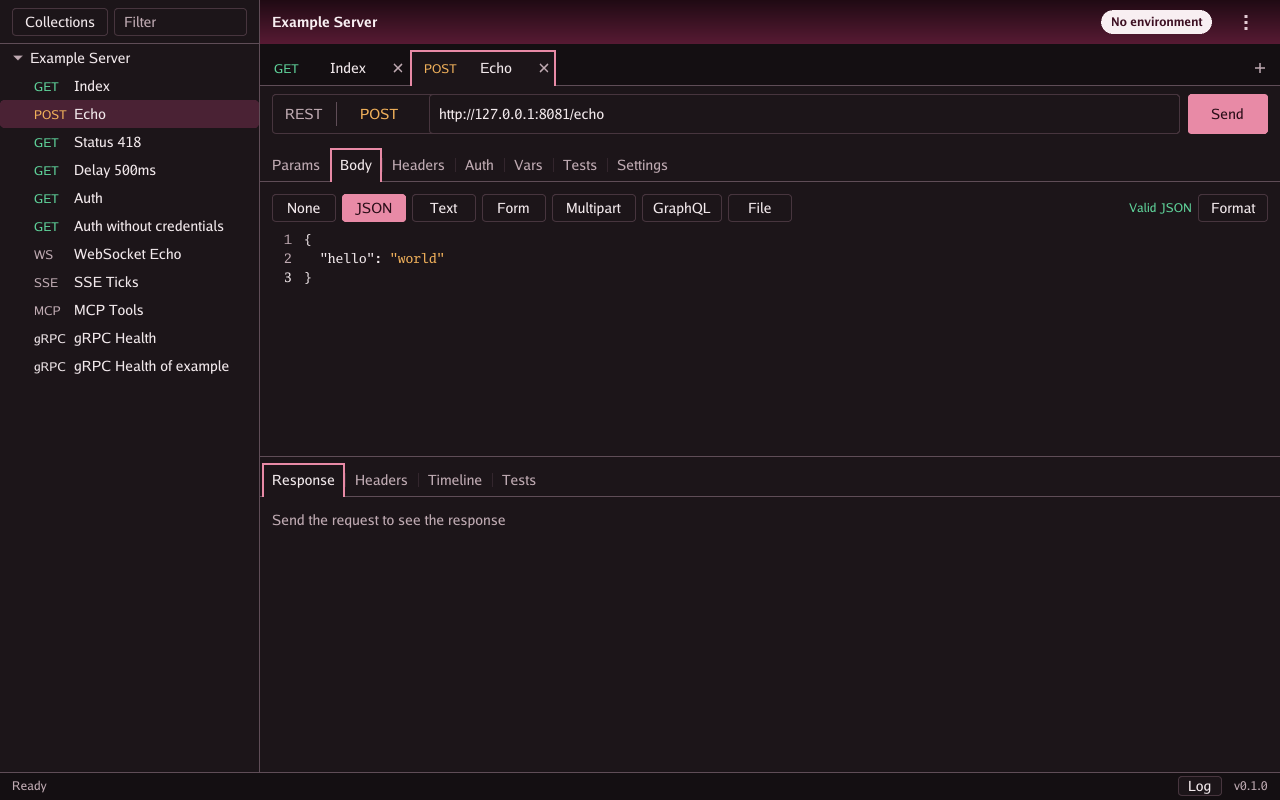 Collections Filter Example Server No environment
Example Server
GET Index POST Echo
GET Index
POST Echo
GET Status 418
GET Delay 500ms
GET Auth
GET Auth without credentials
WS WebSocket Echo
SSE SSE Ticks
MCP MCP Tools
gRPC gRPC Health
gRPC gRPC Health of example
REST POST http://127.0.0.1:8081/echo Send
Params Body Headers Auth Vars Tests Settings
None JSON Text Form Multipart GraphQL File Valid JSON Format
1 {
2 "hello": "world"
3 }
Response Headers Timeline Tests
Send the request to see the response
Ready Log v0.1.0